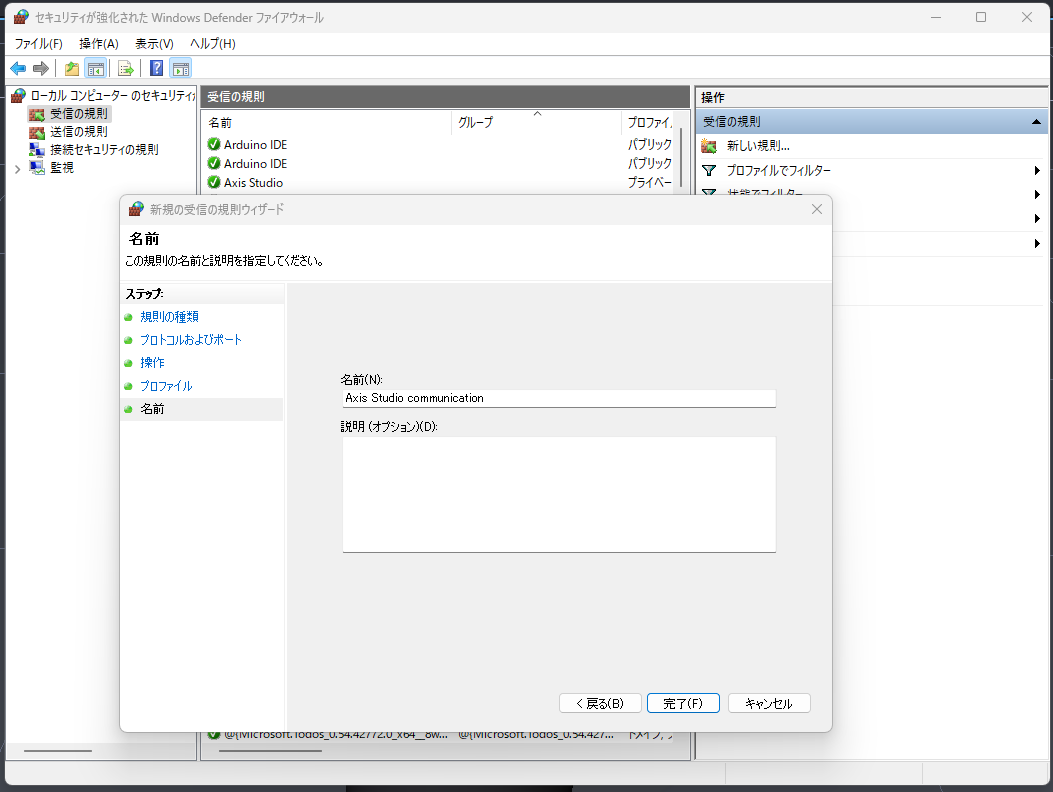 セキュリティが強化された Windows Defender ファイアウォール
ファイル(F) 操作(A) 表示(V) ヘルプ(H)
ローカル コンピューター のセキュリティ
受信の規則
送信の規則
接続セキュリティの規則
監視
受信の規則
名前 グループ プロファイ
Arduino IDE パブリック
Arduino IDE パブリック
Axis Studio プライベー
操作
受信の規則
新しい規則...
プロファイルでフィルター
状態でフィルター
新規の受信の規則ウィザード
名前
この規則の名前と説明を指定してください。
ステップ:
規則の種類
プロトコルおよびポート
操作
プロファイル
名前
名前(N):
Axis Studio communication
説明 (オプション)(D):
< 戻る(B) 完了(F) キャンセル
@{Microsoft.Todos_0.54.42772.0_x64__8w... @{Microsoft.Todos_0.54.427... ドメイン,